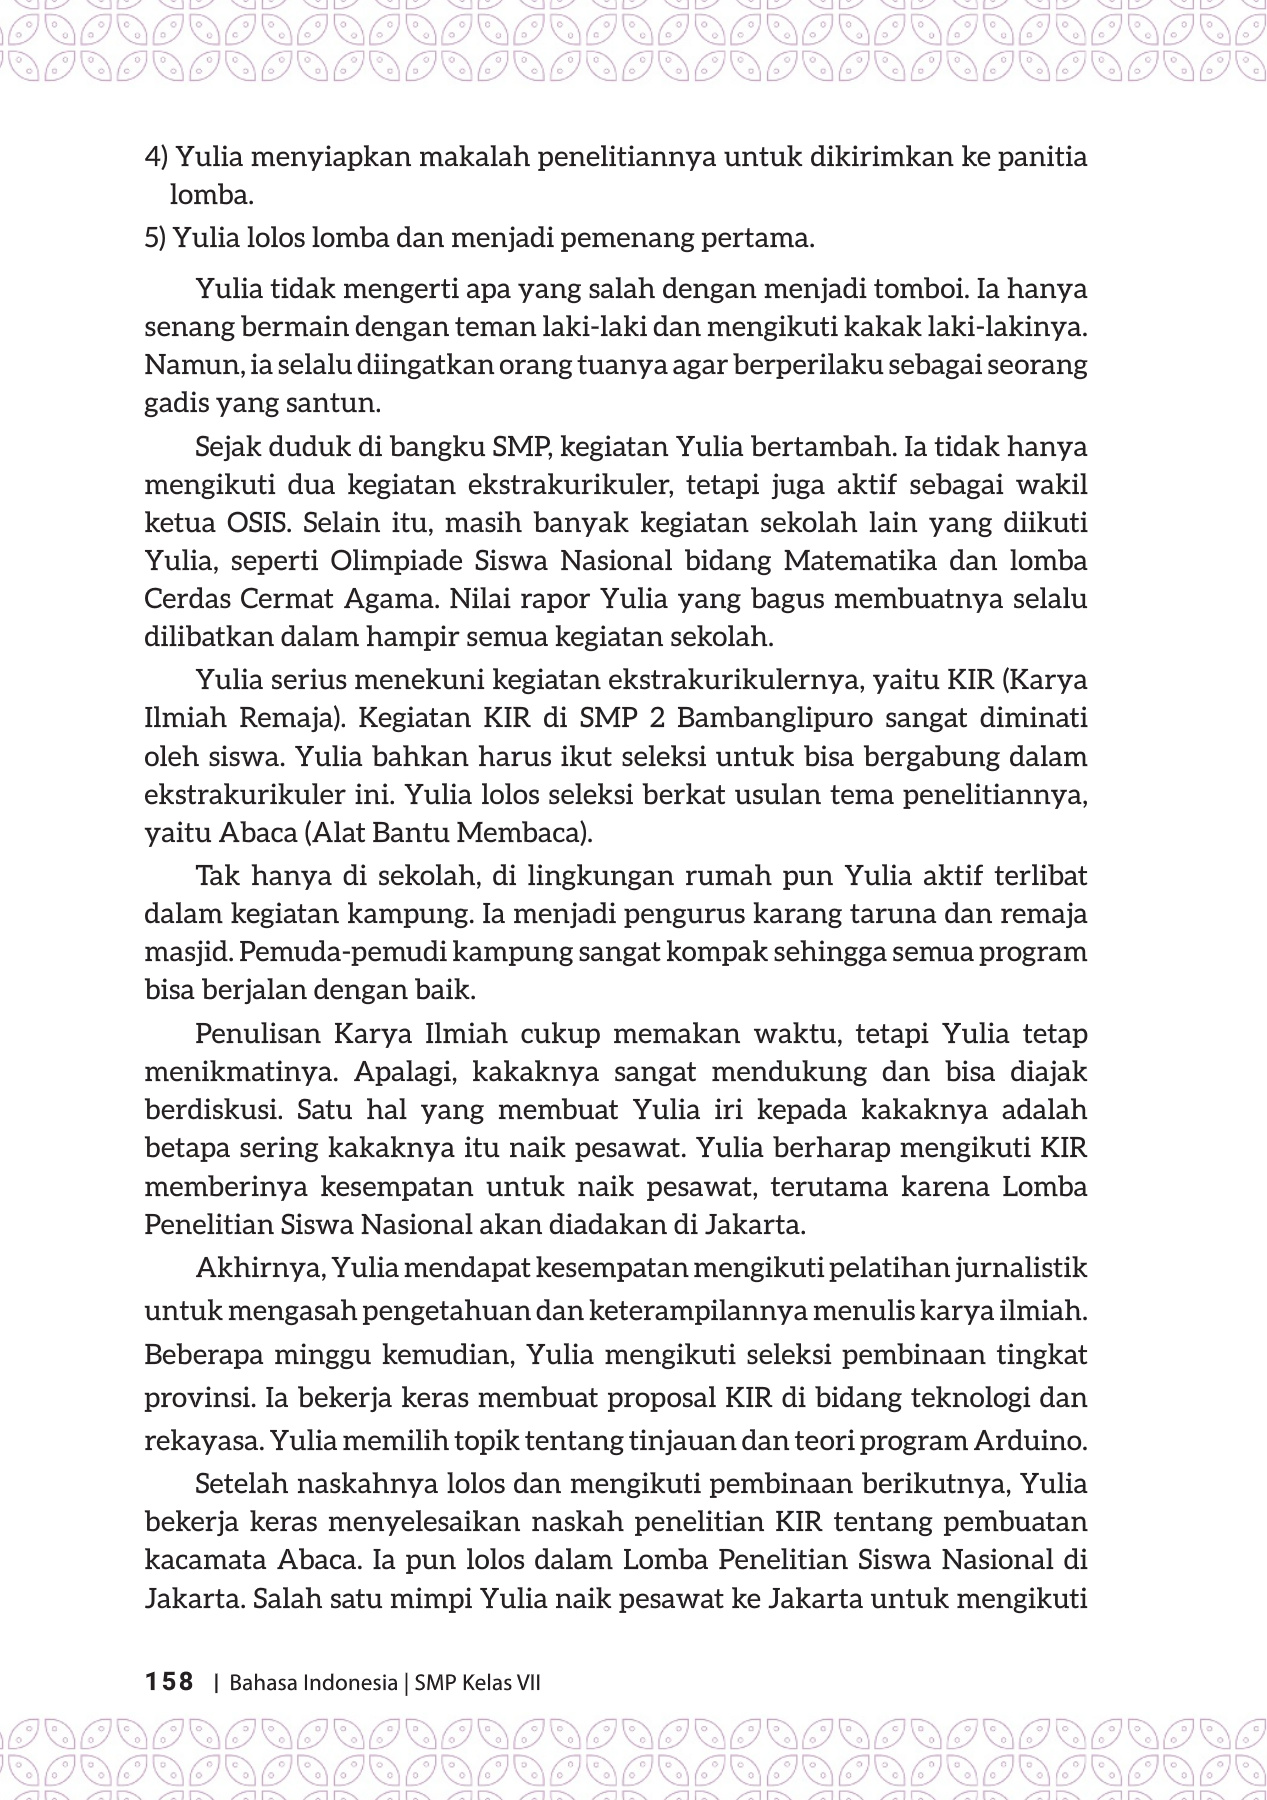 4) Yulia menyiapkan makalah penelitiannya untuk dikirimkan ke panitia
lomba.
5) Yulia lolos lomba dan menjadi pemenang pertama.
Yulia tidak mengerti apa yang salah dengan menjadi tomboi. Ia hanya
senang bermain dengan teman laki-laki dan mengikuti kakak laki-lakinya.
Namun, ia selalu diingatkan orang tuanya agar berperilaku sebagai seorang
gadis yang santun.
Sejak duduk di bangku SMP, kegiatan Yulia bertambah. Ia tidak hanya
mengikuti dua kegiatan ekstrakurikuler, tetapi juga aktif sebagai wakil
ketua OSIS. Selain itu, masih banyak kegiatan sekolah lain yang diikuti
Yulia, seperti Olimpiade Siswa Nasional bidang Matematika dan lomba
Cerdas Cermat Agama. Nilai rapor Yulia yang bagus membuatnya selalu
dilibatkan dalam hampir semua kegiatan sekolah.
Yulia serius menekuni kegiatan ekstrakurikulernya, yaitu KIR (Karya
Ilmiah Remaja). Kegiatan KIR di SMP 2 Bambanglipuro sangat diminati
oleh siswa. Yulia bahkan harus ikut seleksi untuk bisa bergabung dalam
ekstrakurikuler ini. Yulia lolos seleksi berkat usulan tema penelitiannya,
yaitu Abaca (Alat Bantu Membaca).
Tak hanya di sekolah, di lingkungan rumah pun Yulia aktif terlibat
dalam kegiatan kampung. Ia menjadi pengurus karang taruna dan remaja
masjid. Pemuda-pemudi kampung sangat kompak sehingga semua program
bisa berjalan dengan baik.
Penulisan Karya Ilmiah cukup memakan waktu, tetapi Yulia tetap
menikmatinya. Apalagi, kakaknya sangat mendukung dan bisa diajak
berdiskusi. Satu hal yang membuat Yulia iri kepada kakaknya adalah
betapa sering kakaknya itu naik pesawat. Yulia berharap mengikuti KIR
memberinya kesempatan untuk naik pesawat, terutama karena Lomba
Penelitian Siswa Nasional akan diadakan di Jakarta.
Akhirnya, Yulia mendapat kesempatan mengikuti pelatihan jurnalistik
untuk mengasah pengetahuan dan keterampilannya menulis karya ilmiah.
Beberapa minggu kemudian, Yulia mengikuti seleksi pembinaan tingkat
provinsi. Ia bekerja keras membuat proposal KIR di bidang teknologi dan
rekayasa. Yulia memilih topik tentang tinjauan dan teori program Arduino.
Setelah naskahnya lolos dan mengikuti pembinaan berikutnya, Yulia
bekerja keras menyelesaikan naskah penelitian KIR tentang pembuatan
kacamata Abaca. Ia pun lolos dalam Lomba Penelitian Siswa Nasional di
Jakarta. Salah satu mimpi Yulia naik pesawat ke Jakarta untuk mengikuti
158 | Bahasa Indonesia | SMP Kelas VII